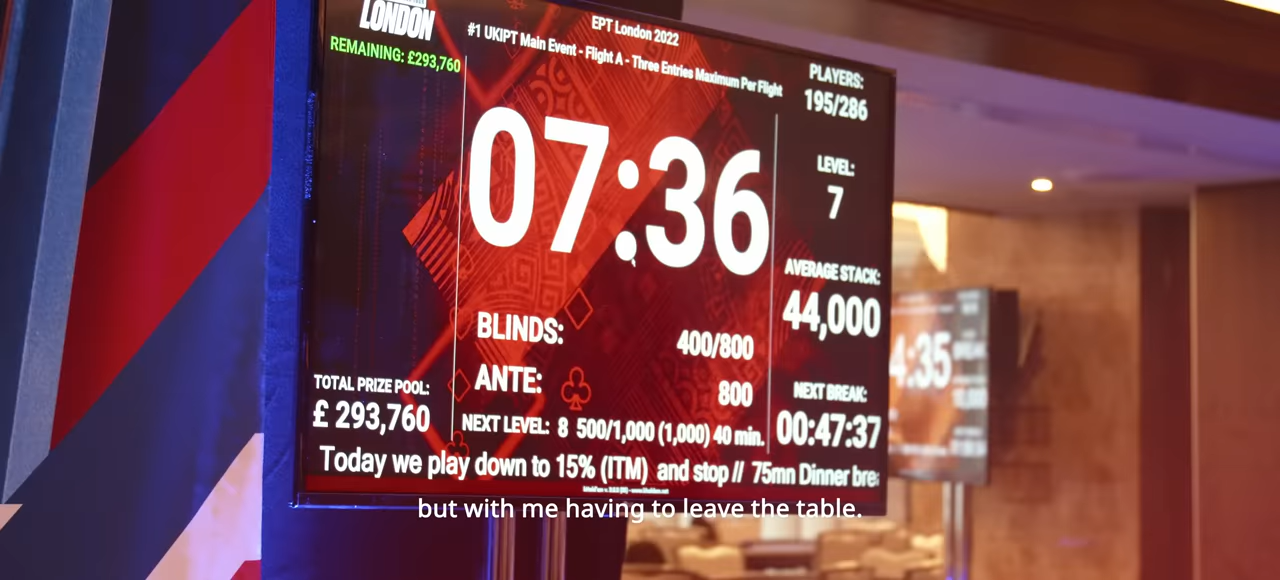 LONDON
REMAINING: £293,760
EPT London 2022
#1 UKIPT Main Event - Flight A - Three Entries Maximum Per Flight
PLAYERS:
195/286
07:36
LEVEL:
7
AVERAGE STACK:
44,000
BLINDS:
400/800
ANTE:
800
TOTAL PRIZE POOL:
£ 293,760
NEXT LEVEL: 8 500/1,000 (1,000) 40 min.
NEXT BREAK:
00:47:37
Today we play down to 15% (ITM) and stop // 75mn Dinner brea
4:35
but with me having to leave the table.